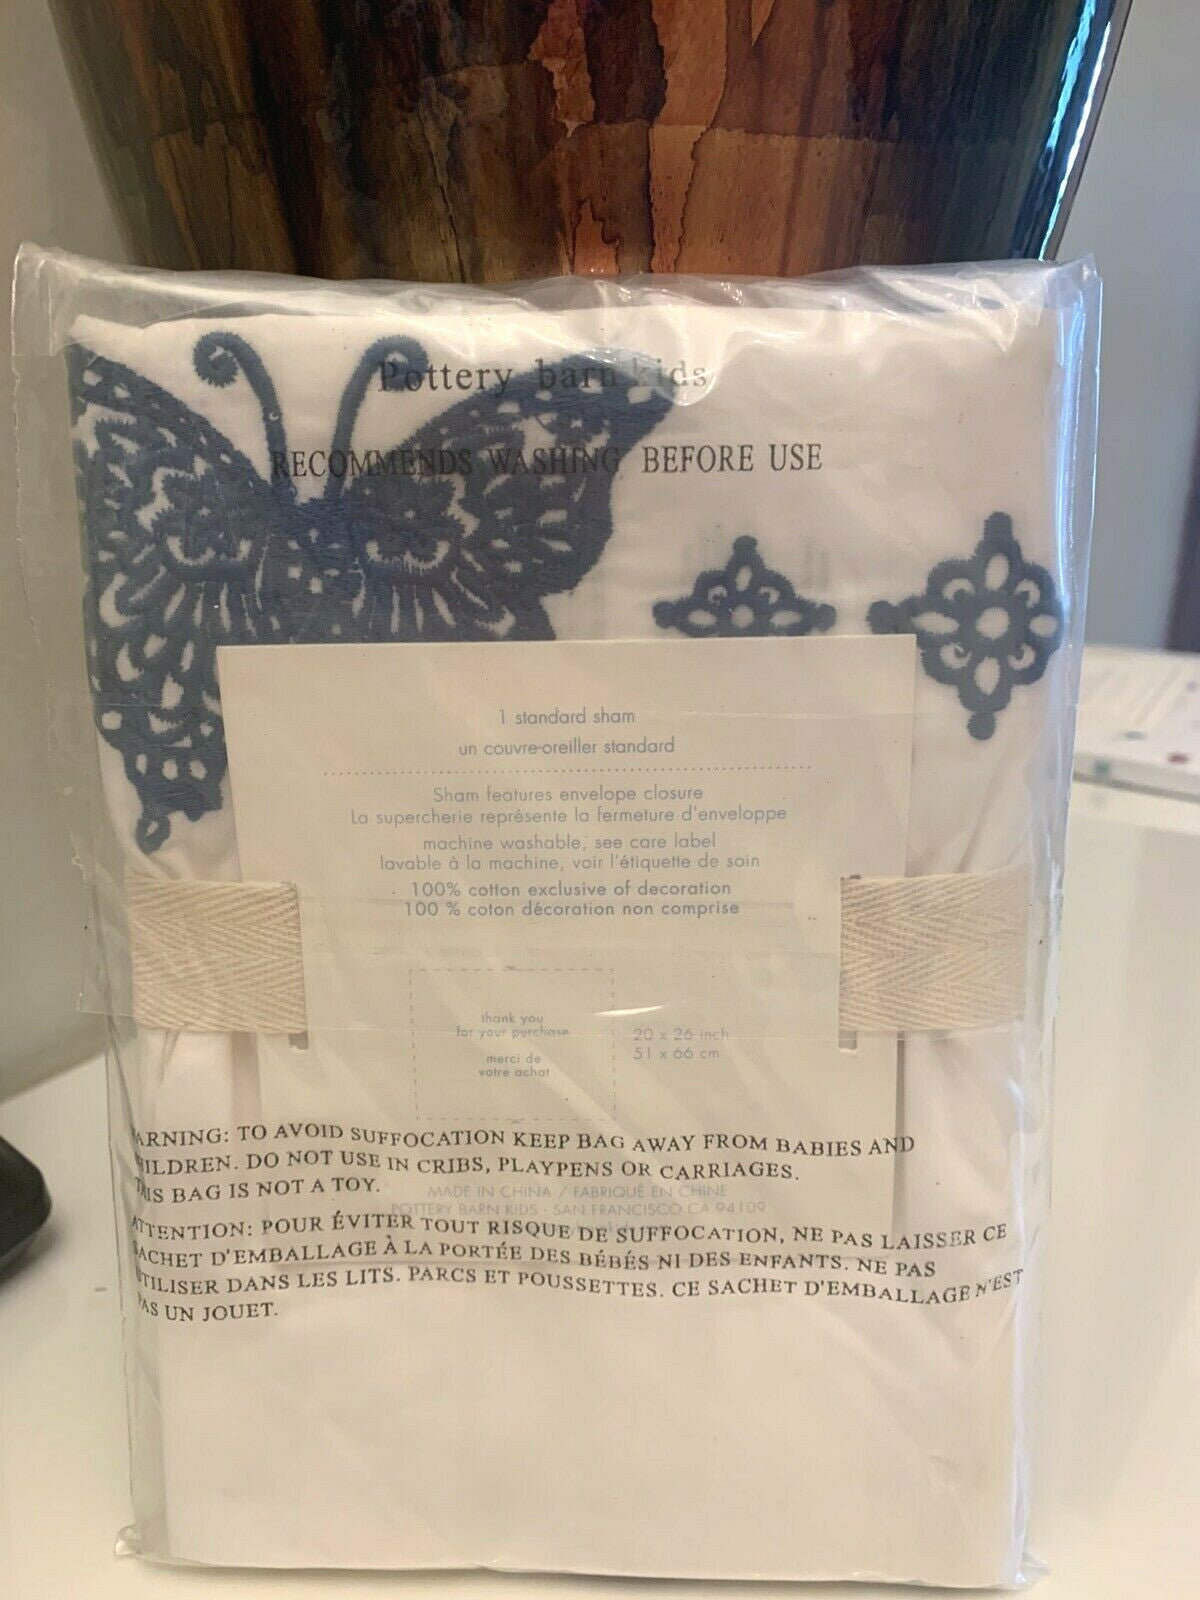 Pottery barn kids
RECOMMENDS WASHING BEFORE USE
1 standard sham
un couvre-oreiller standard
Sham features envelope closure
La supercherie représente la fermeture d'enveloppe
machine washable, see care label
lavable à la machine, voir l'étiquette de soin
100% cotton exclusive of decoration
100 % coton décoration non comprise
thank you
for your purchase
merci de
votre achat
20 x 26 inch
51 x 66 cm
ARNING: TO AVOID SUFFOCATION KEEP BAG AWAY FROM BABIES AND
HILDREN. DO NOT USE IN CRIBS, PLAYPENS OR CARRIAGES.
THIS BAG IS NOT A TOY.
MADE IN CHINA / FABRIQUÉ EN CHINE
POTTERY BARN KIDS · SAN FRANCISCO CA 94109
ATTENTION: POUR ÉVITER TOUT RISQUE DE SUFFOCATION, NE PAS LAISSER CE
SACHET D'EMBALLAGE À LA PORTÉE DES BÉBÉS NI DES ENFANTS. NE PAS
UTILISER DANS LES LITS. PARCS ET POUSSETTES. CE SACHET D'EMBALLAGE N'EST
PAS UN JOUET.